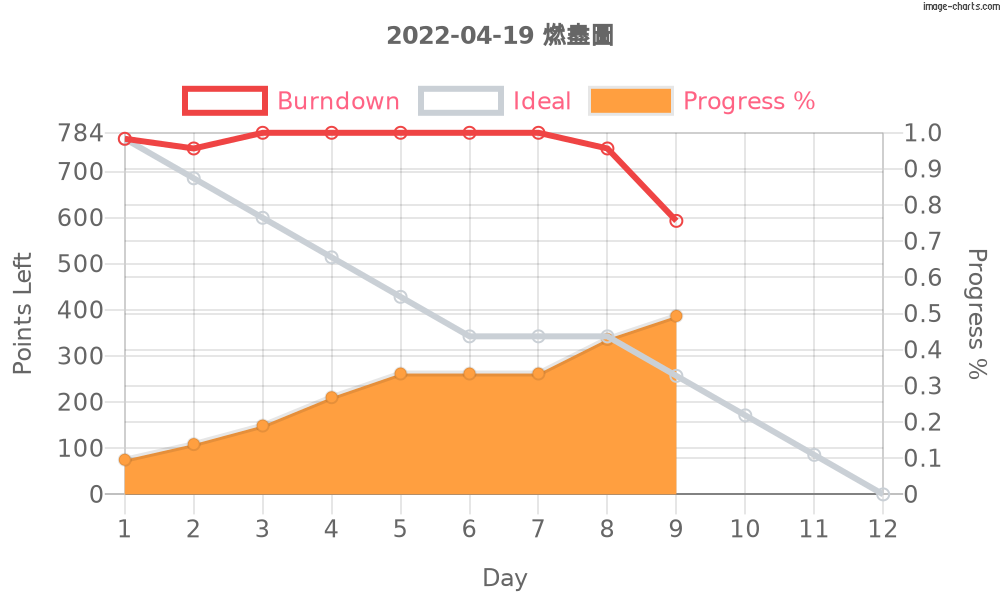 image-charts.com
2022-04-19 燃盡圖
Burndown Ideal Progress %
784 1.0
700 0.9
600 0.8
500 0.7
400 0.6
300 0.5
200 0.4
100 0.3
0 0.2
0.1
0
Points Left
Progress %
1 2 3 4 5 6 7 8 9 10 11 12
Day